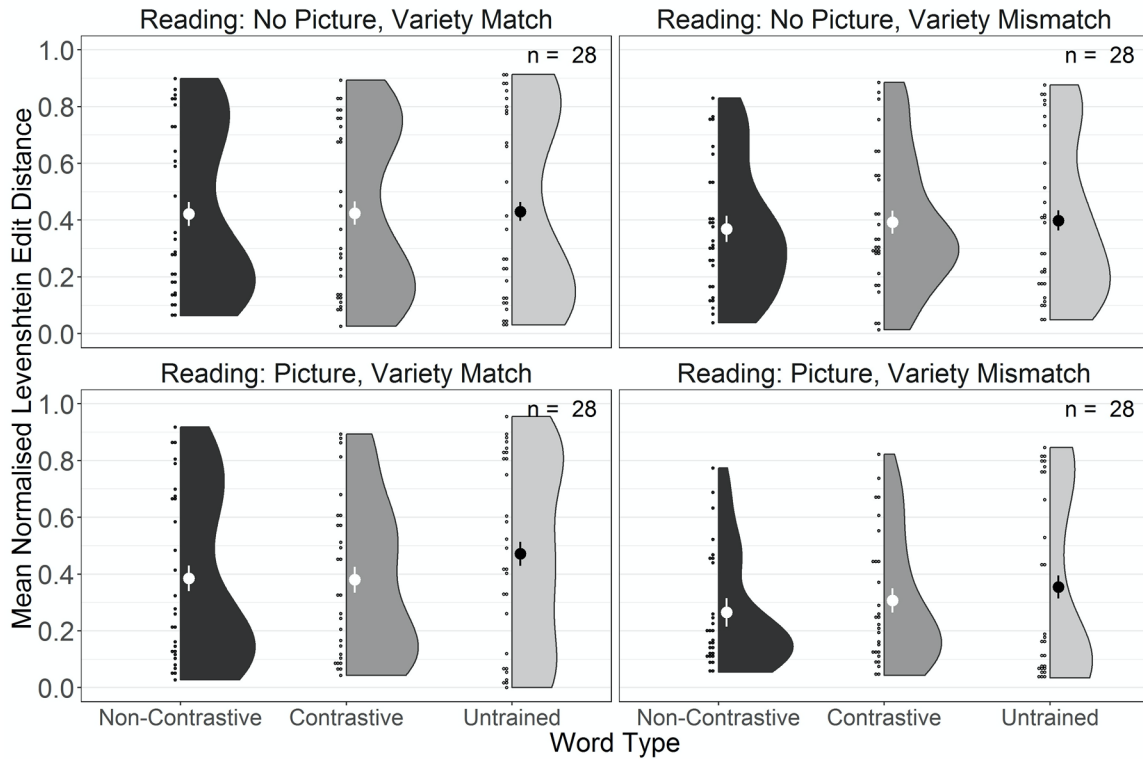 Reading: No Picture, Variety Match
Reading: No Picture, Variety Mismatch
Mean Normalised Levenshtein Edit Distance
1.0
0.8
0.6
0.4
0.2
0.0
n = 28
n = 28
Reading: Picture, Variety Match
Reading: Picture, Variety Mismatch
1.0
0.8
0.6
0.4
0.2
0.0
n = 28
n = 28
Non-Contrastive Contrastive Untrained
Non-Contrastive Contrastive Untrained
Word Type